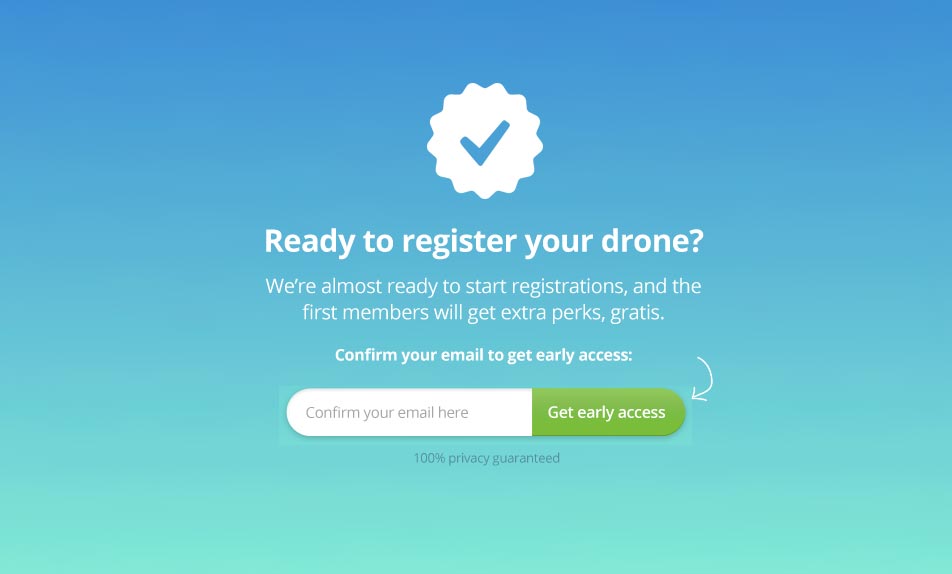 Ready to register your drone?
We’re almost ready to start registrations, and the
first members will get extra perks, gratis.
Confirm your email to get early access:
Confirm your email here
Get early access
100% privacy guaranteed